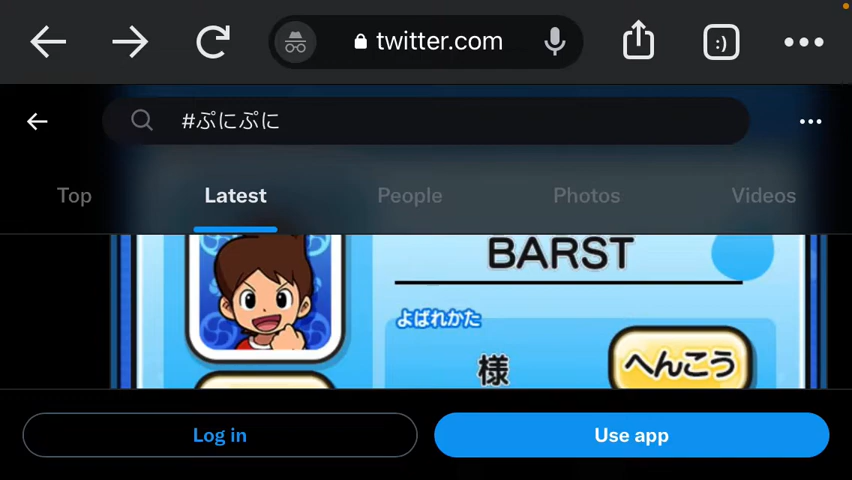 twitter.com
:)
#ぷにぷに
Top
Latest
People
Photos
Videos
BARST
よばれかた
様
へんこう
Log in
Use app